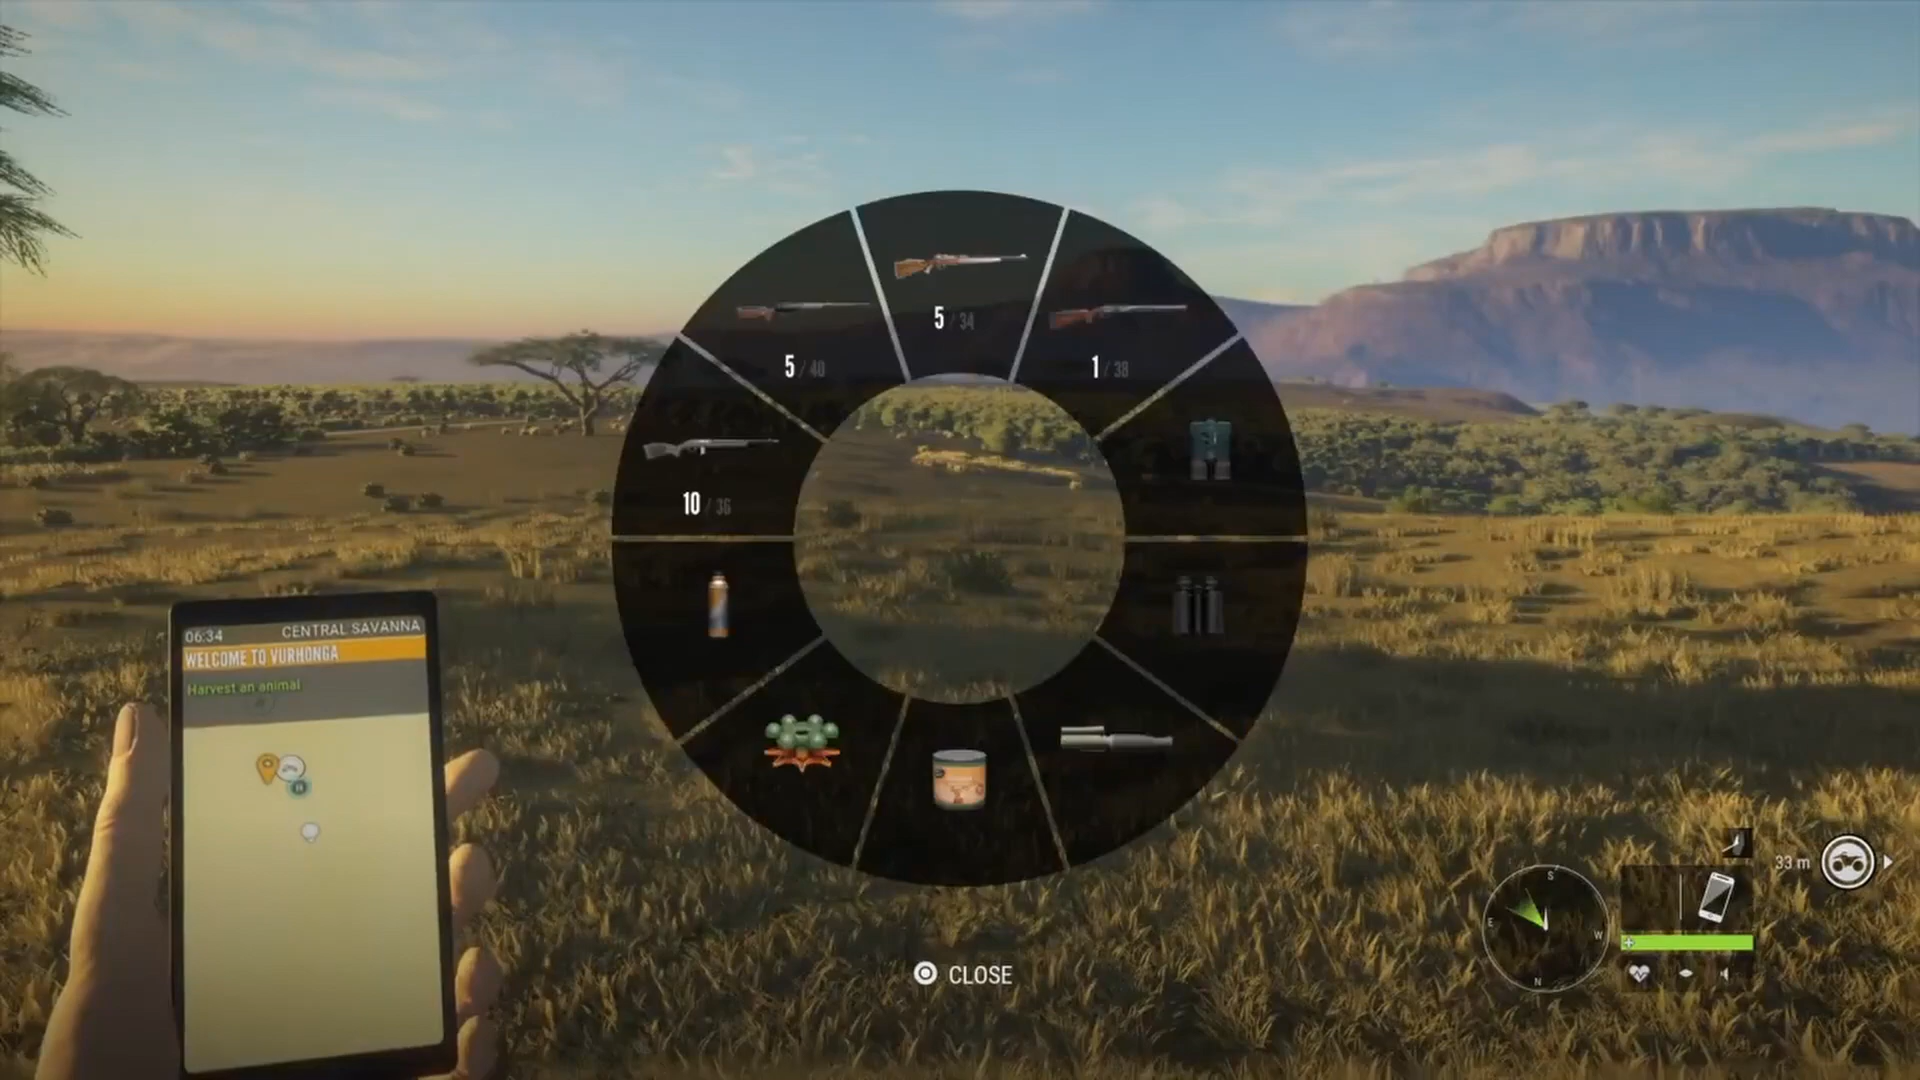 5 / 34
5 / 40
1 / 38
10 / 36
06:34 CENTRAL SAVANNA
WELCOME TO VURHONGA
Harvest an animal
33 m
S
E
W
N
CLOSE